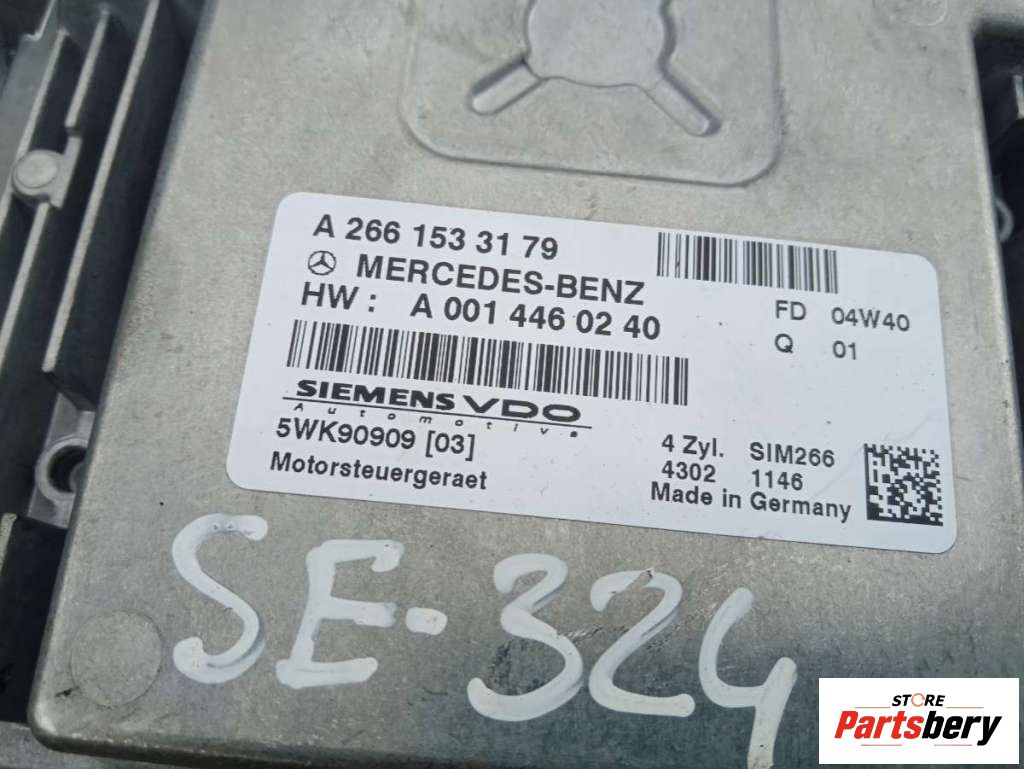 A 266 153 31 79
MERCEDES-BENZ
HW : A 001 446 02 40
FD 04W40
Q 01
SIEMENS VDO
Automotive
5WK90909 [03]
Motorsteuergeraet
4 Zyl. SIM266
4302 1146
Made in Germany
SE-324
STORE
Partsbery